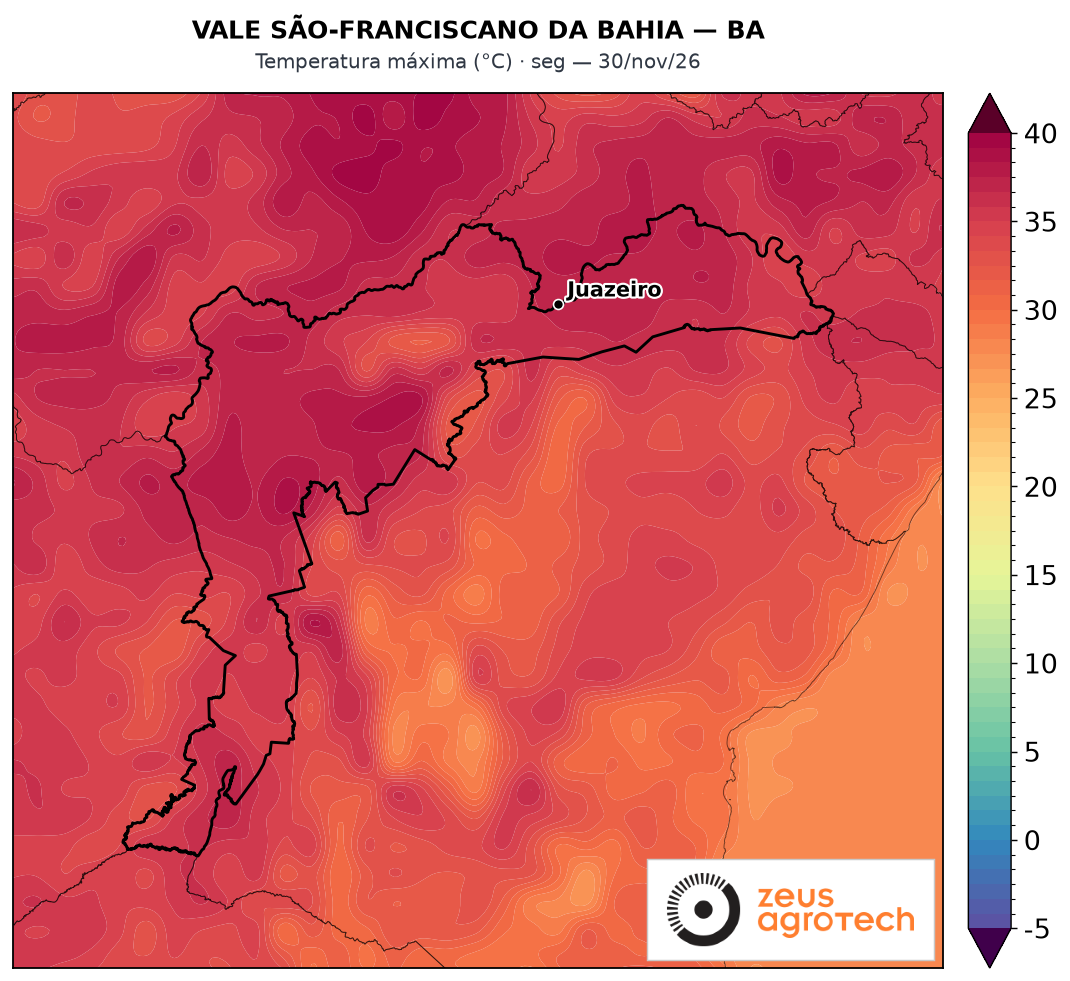 VALE SÃO-FRANCISCANO DA BAHIA — BA
Temperatura máxima (°C) · seg — 30/nov/26
Juazeiro
40
35
30
25
20
15
10
5
0
-5
zeus
agrotech